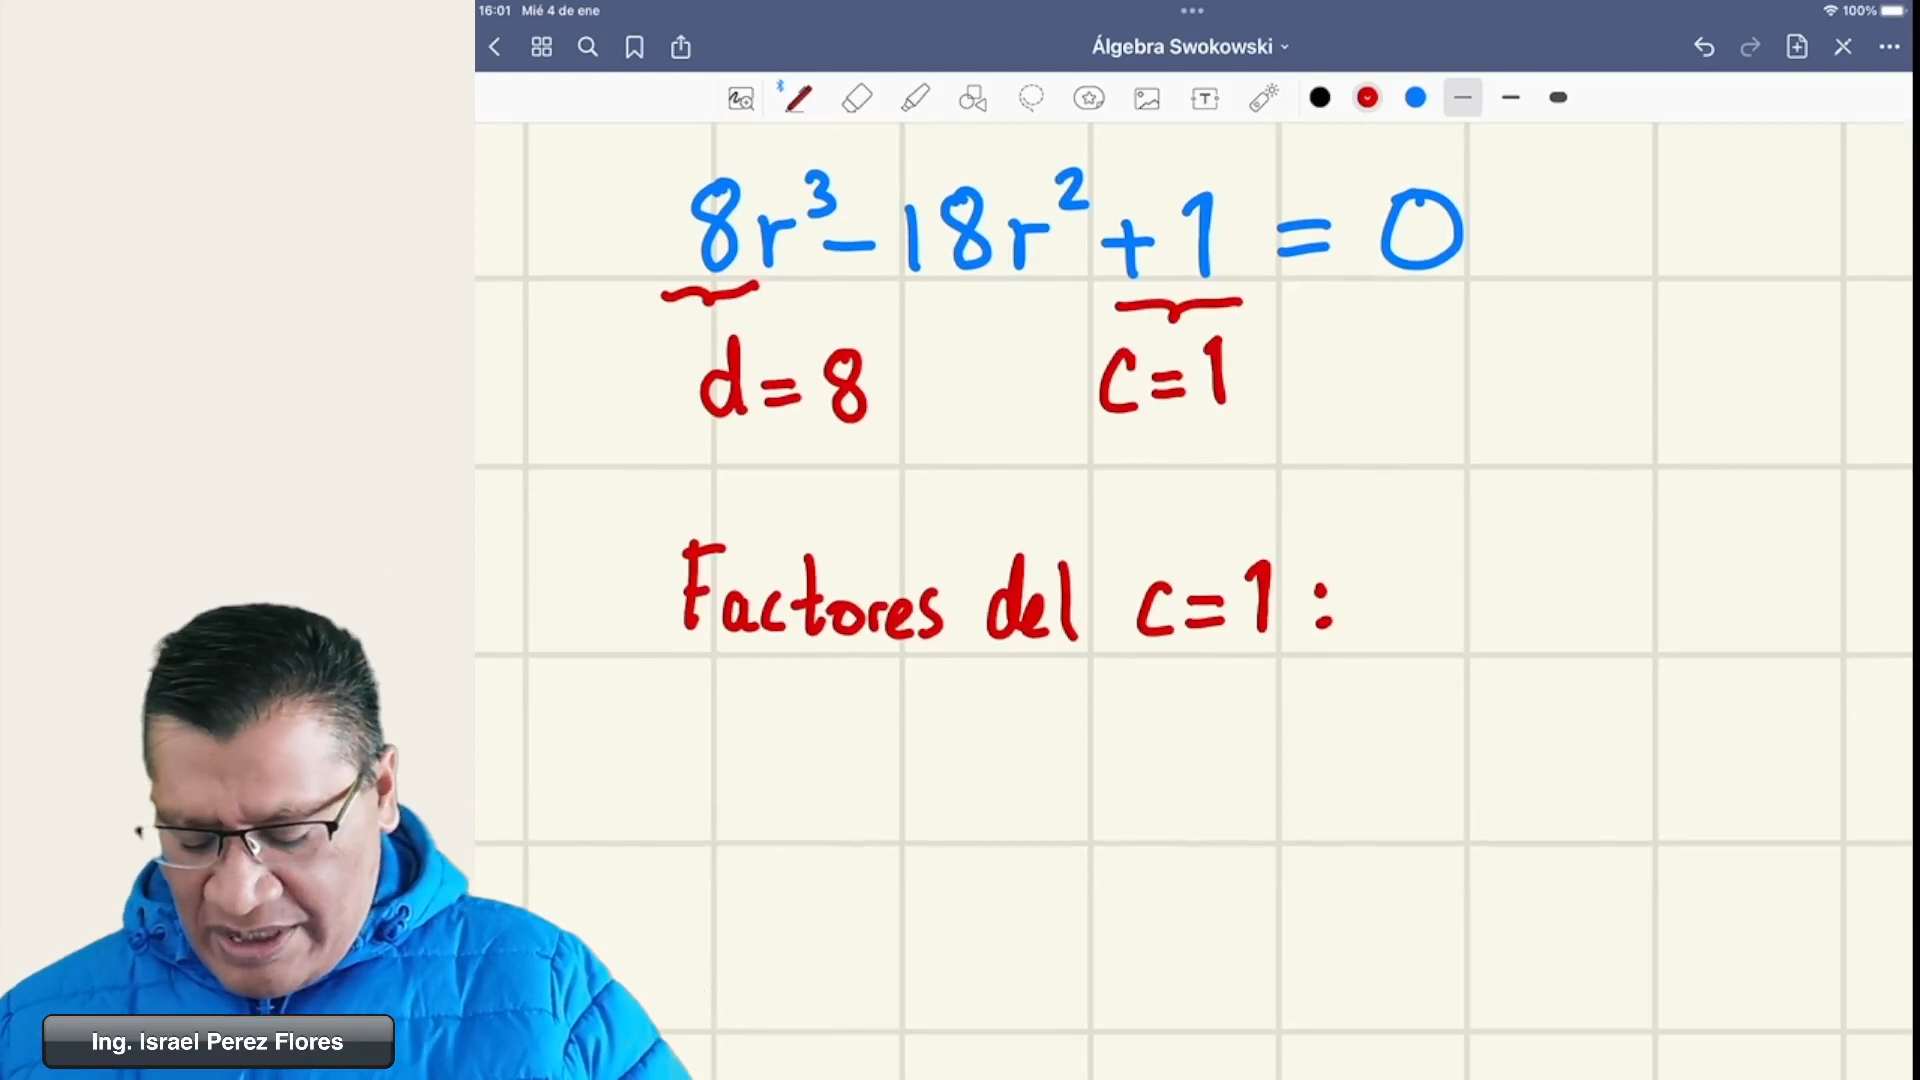 16:01 Mié 4 de ene
100%
Álgebra Swokowski
T
8r³ - 18r² + 1 = 0
d = 8 c = 1
Factores del c = 1 :
Ing. Israel Perez Flores